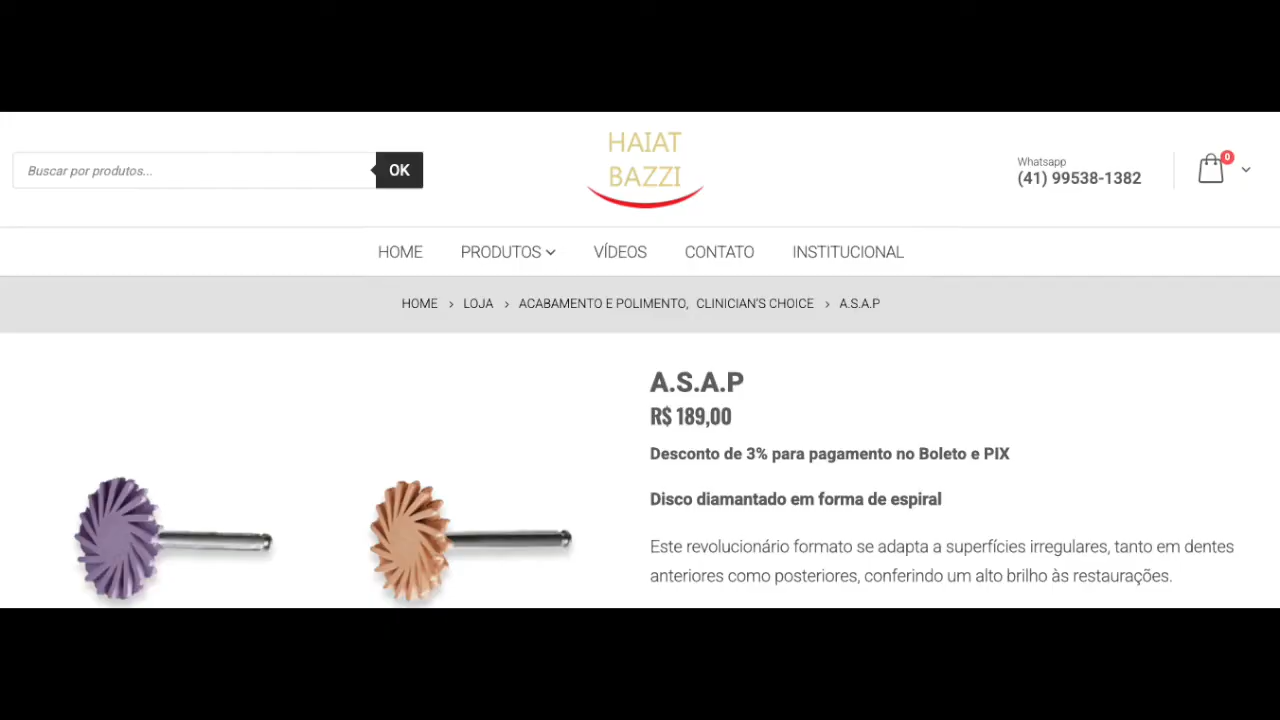 Buscar por produtos...
OK
HAIAT
BAZZI
Whatsapp
(41) 99538-1382
0
HOME
PRODUTOS
VÍDEOS
CONTATO
INSTITUCIONAL
HOME > LOJA > ACABAMENTO E POLIMENTO, CLINICIAN'S CHOICE > A.S.A.P
A.S.A.P
R$ 189,00
Desconto de 3% para pagamento no Boleto e PIX
Disco diamantado em forma de espiral
Este revolucionário formato se adapta a superfícies irregulares, tanto em dentes
anteriores como posteriores, conferindo um alto brilho às restaurações.